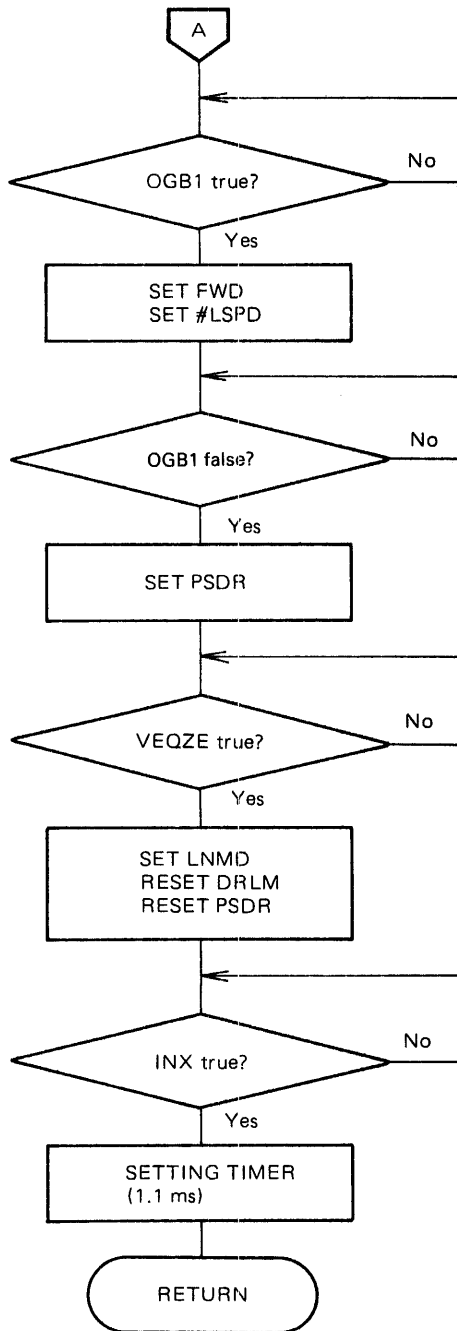 A
OGB1 true?
No
Yes
SET FWD
SET #LSPD
OGB1 false?
No
Yes
SET PSDR
VEQZE true?
No
Yes
SET LNMD
RESET DRLM
RESET PSDR
INX true?
No
Yes
SETTING TIMER
(1.1 ms)
RETURN